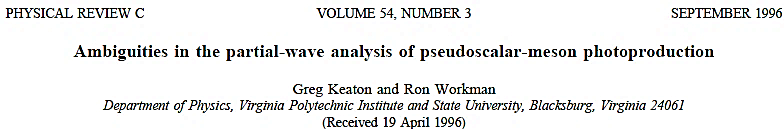 PHYSICAL REVIEW C VOLUME 54, NUMBER 3 SEPTEMBER 1996
Ambiguities in the partial-wave analysis of pseudoscalar-meson photoproduction
Greg Keaton and Ron Workman
Department of Physics, Virginia Polytechnic Institute and State University, Blacksburg, Virginia 24061
(Received 19 April 1996)